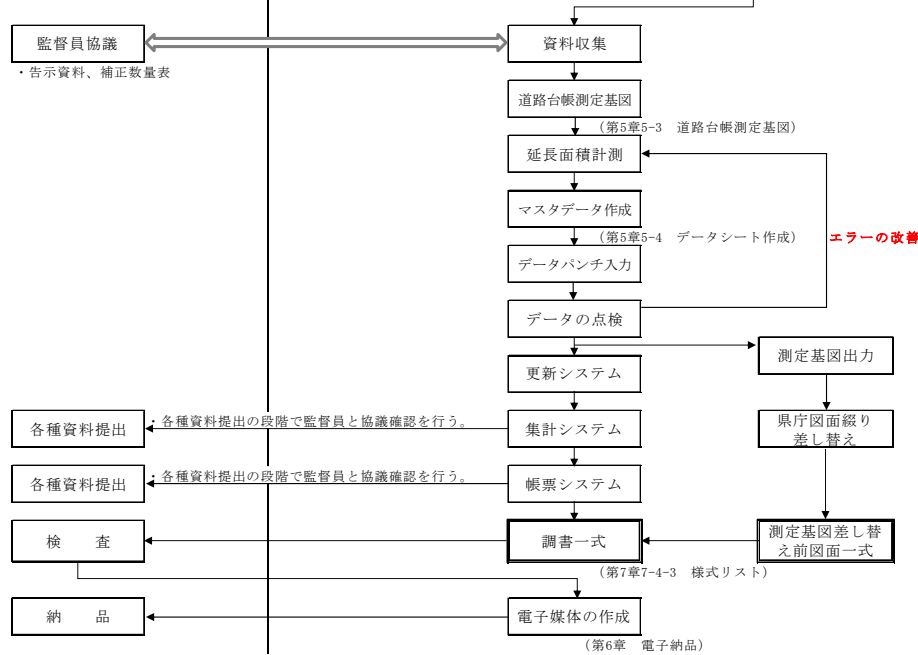 監督員協議
資料収集
・告示資料、補正数量表
道路台帳測定基図
(第5章5-3　道路台帳測定基図)
延長面積計測
マスタデータ作成
(第5章5-4　データシート作成)
エラーの改善
データパンチ入力
データの点検
測定基図出力
更新システム
各種資料提出
・各種資料提出の段階で監督員と協議確認を行う。
集計システム
県庁図面綴り
差し替え
各種資料提出
・各種資料提出の段階で監督員と協議確認を行う。
帳票システム
検　　査
調書一式
測定基図差し替
え前図面一式
(第7章7-4-3　様式リスト)
納　　品
電子媒体の作成
(第6章　電子納品)